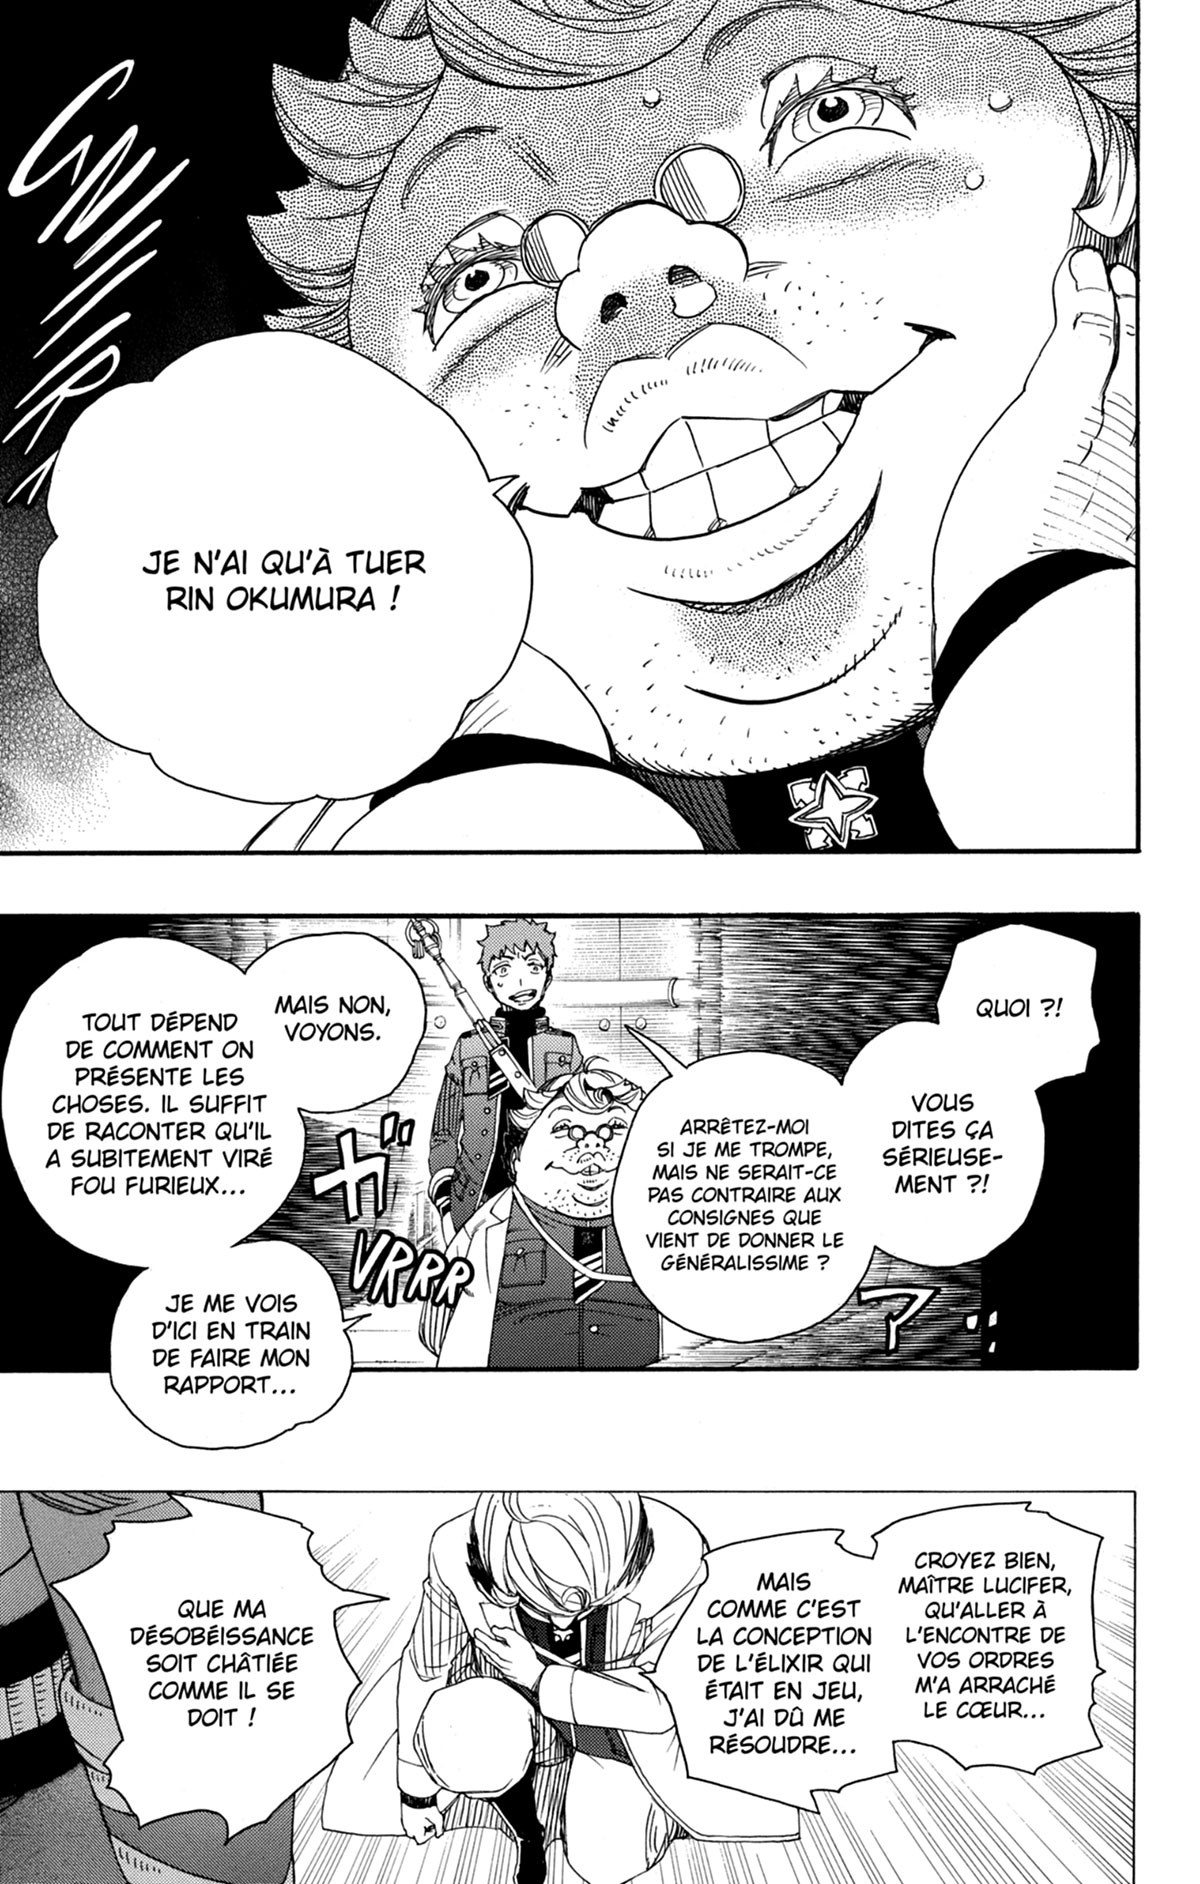 GNIIR
JE N'AI QU'À TUER
RIN OKUMURA !
QUOI ?!
VOUS
DITES ÇA
SÉRIEUSE-
MENT ?!
ARRÊTEZ-MOI
SI JE ME TROMPE,
MAIS NE SERAIT-CE
PAS CONTRAIRE AUX
CONSIGNES QUE
VIENT DE DONNER LE
GÉNÉRALISSIME ?
ガ
VRRR
ァ
MAIS NON,
VOYONS.
TOUT DÉPEND
DE COMMENT ON
PRÉSENTE LES
CHOSES. IL SUFFIT
DE RACONTER QU'IL
A SUBITEMENT VIRÉ
FOU FURIEUX...
JE ME VOIS
D'ICI EN TRAIN
DE FAIRE MON
RAPPORT...
CROYEZ BIEN,
MAÎTRE LUCIFER,
QU'ALLER À
L'ENCONTRE DE
VOS ORDRES
M'A ARRACHÉ
LE CŒUR...
MAIS
COMME C'EST
LA CONCEPTION
DE L'ÉLIXIR QUI
ÉTAIT EN JEU,
J'AI DÛ ME
RÉSOUDRE...
QUE MA
DÉSOBÉISSANCE
SOIT CHÂTIÉE
COMME IL SE
DOIT !